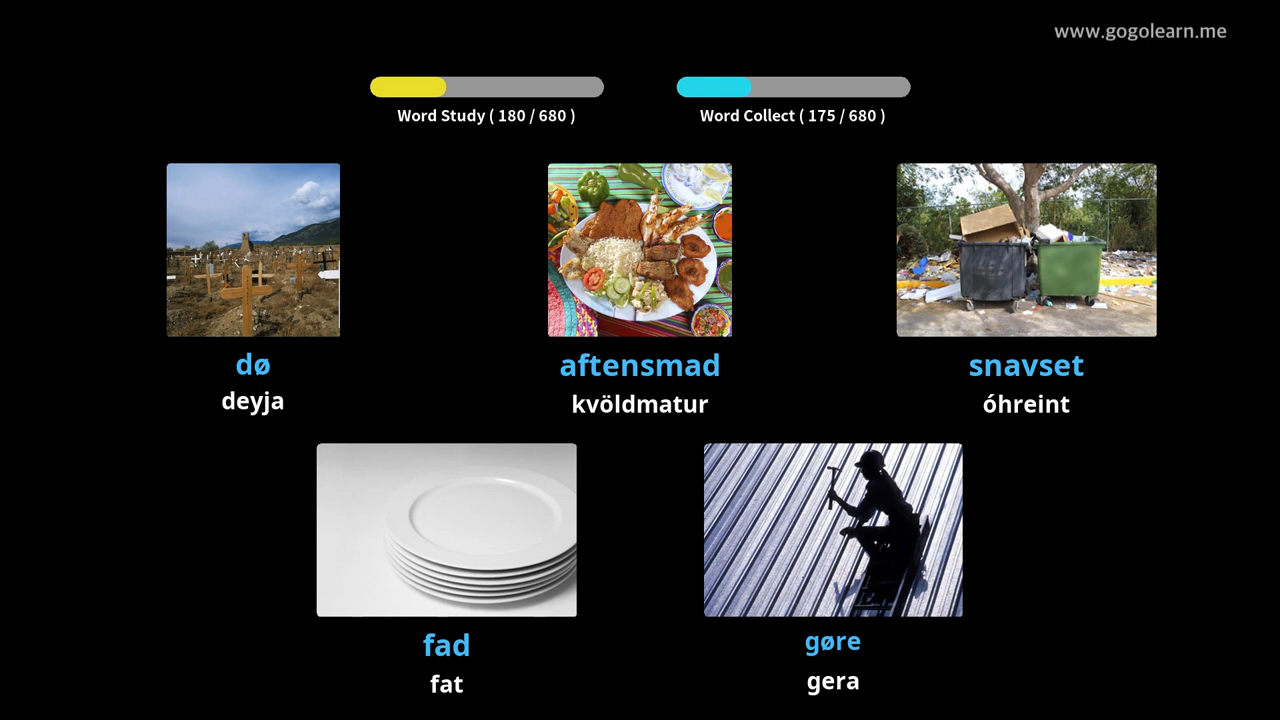 www.gogolearn.me
Word Study ( 180 / 680 )
Word Collect ( 175 / 680 )
dø
deyja
aftensmad
kvöldmatur
snavset
óhreint
fad
fat
gøre
gera